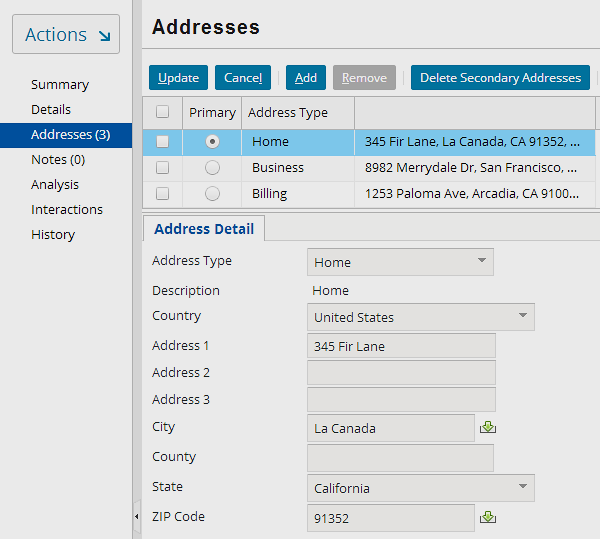 Actions
Summary
Details
Addresses (3)
Notes (0)
Analysis
Interactions
History
Addresses
Update Cancel Add Remove Delete Secondary Addresses
Primary Address Type
Home 345 Fir Lane, La Canada, CA 91352, ...
Business 8982 Merrydale Dr, San Francisco, ...
Billing 1253 Paloma Ave, Arcadia, CA 9100...
Address Detail
Address Type Home
Description Home
Country United States
Address 1 345 Fir Lane
Address 2
Address 3
City La Canada
County
State California
ZIP Code 91352